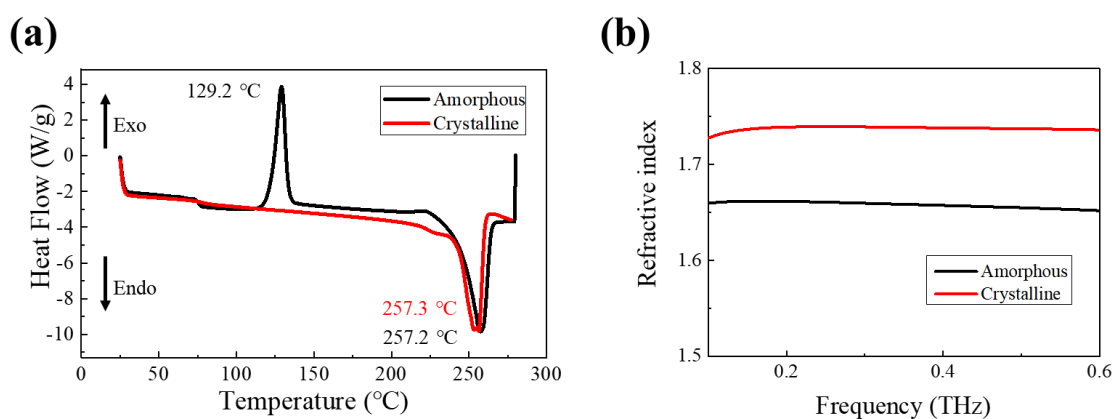 (a)
4
2
0
-2
-4
-6
-8
-10
Heat Flow (W/g)
Exo
Endo
129.2 ℃
Amorphous
Crystalline
257.3 ℃
257.2 ℃
0 50 100 150 200 250 300
Temperature (℃)
(b)
1.8
1.7
1.6
1.5
Refractive index
Amorphous
Crystalline
0.2 0.4 0.6
Frequency (THz)